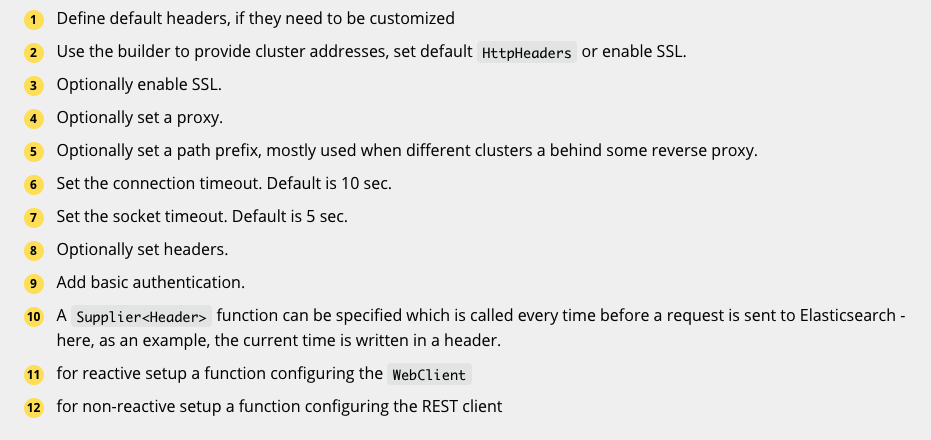 1 Define default headers, if they need to be customized
2 Use the builder to provide cluster addresses, set default HttpHeaders or enable SSL.
3 Optionally enable SSL.
4 Optionally set a proxy.
5 Optionally set a path prefix, mostly used when different clusters a behind some reverse proxy.
6 Set the connection timeout. Default is 10 sec.
7 Set the socket timeout. Default is 5 sec.
8 Optionally set headers.
9 Add basic authentication.
10 A Supplier<Header> function can be specified which is called every time before a request is sent to Elasticsearch -
here, as an example, the current time is written in a header.
11 for reactive setup a function configuring the WebClient
12 for non-reactive setup a function configuring the REST client